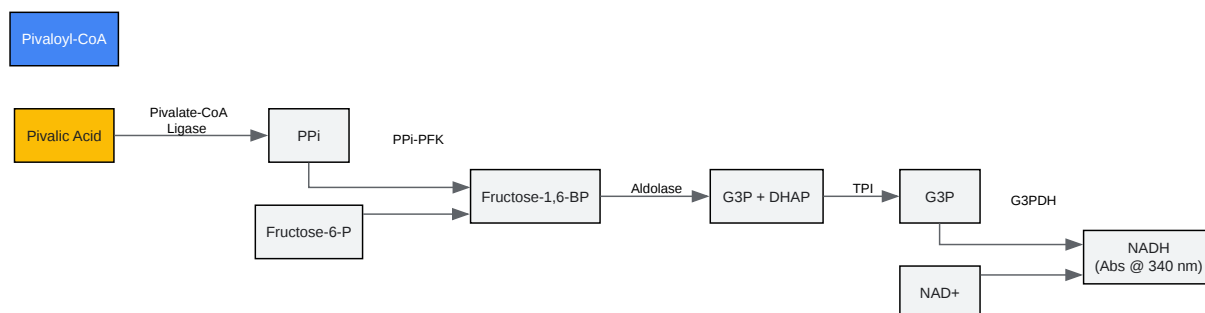 Pivaloyl-CoA
Pivalic Acid
Pivalate-CoA
Ligase
PPi
PPi-PFK
Fructose-6-P
Fructose-1,6-BP
Aldolase
G3P + DHAP
TPI
G3P
G3PDH
NAD+
NADH
(Abs @ 340 nm)